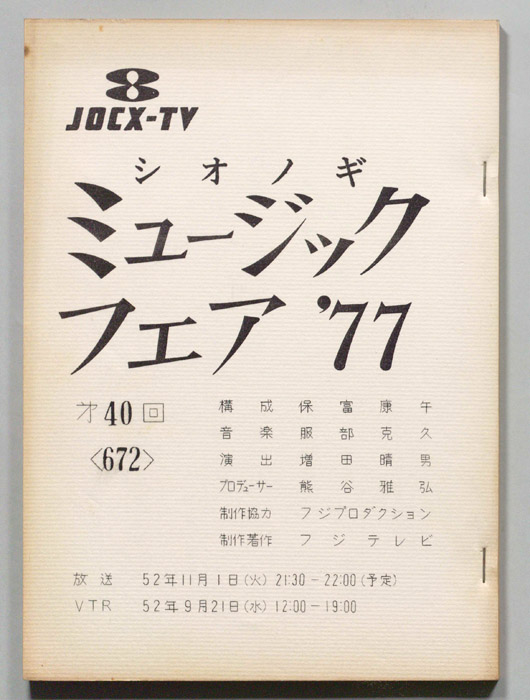 8
JOCX-TV
シオノギ
ミュージック
フェア '77
才40回
〈672〉
構成 保富康午
音楽 服部克久
演出 増田晴男
プロデューサー 熊谷雅弘
制作協力 フジプロダクション
制作著作 フジテレビ
放送 52年11月1日(火) 21:30-22:00(予定)
VTR 52年9月21日(水) 12:00-19:00